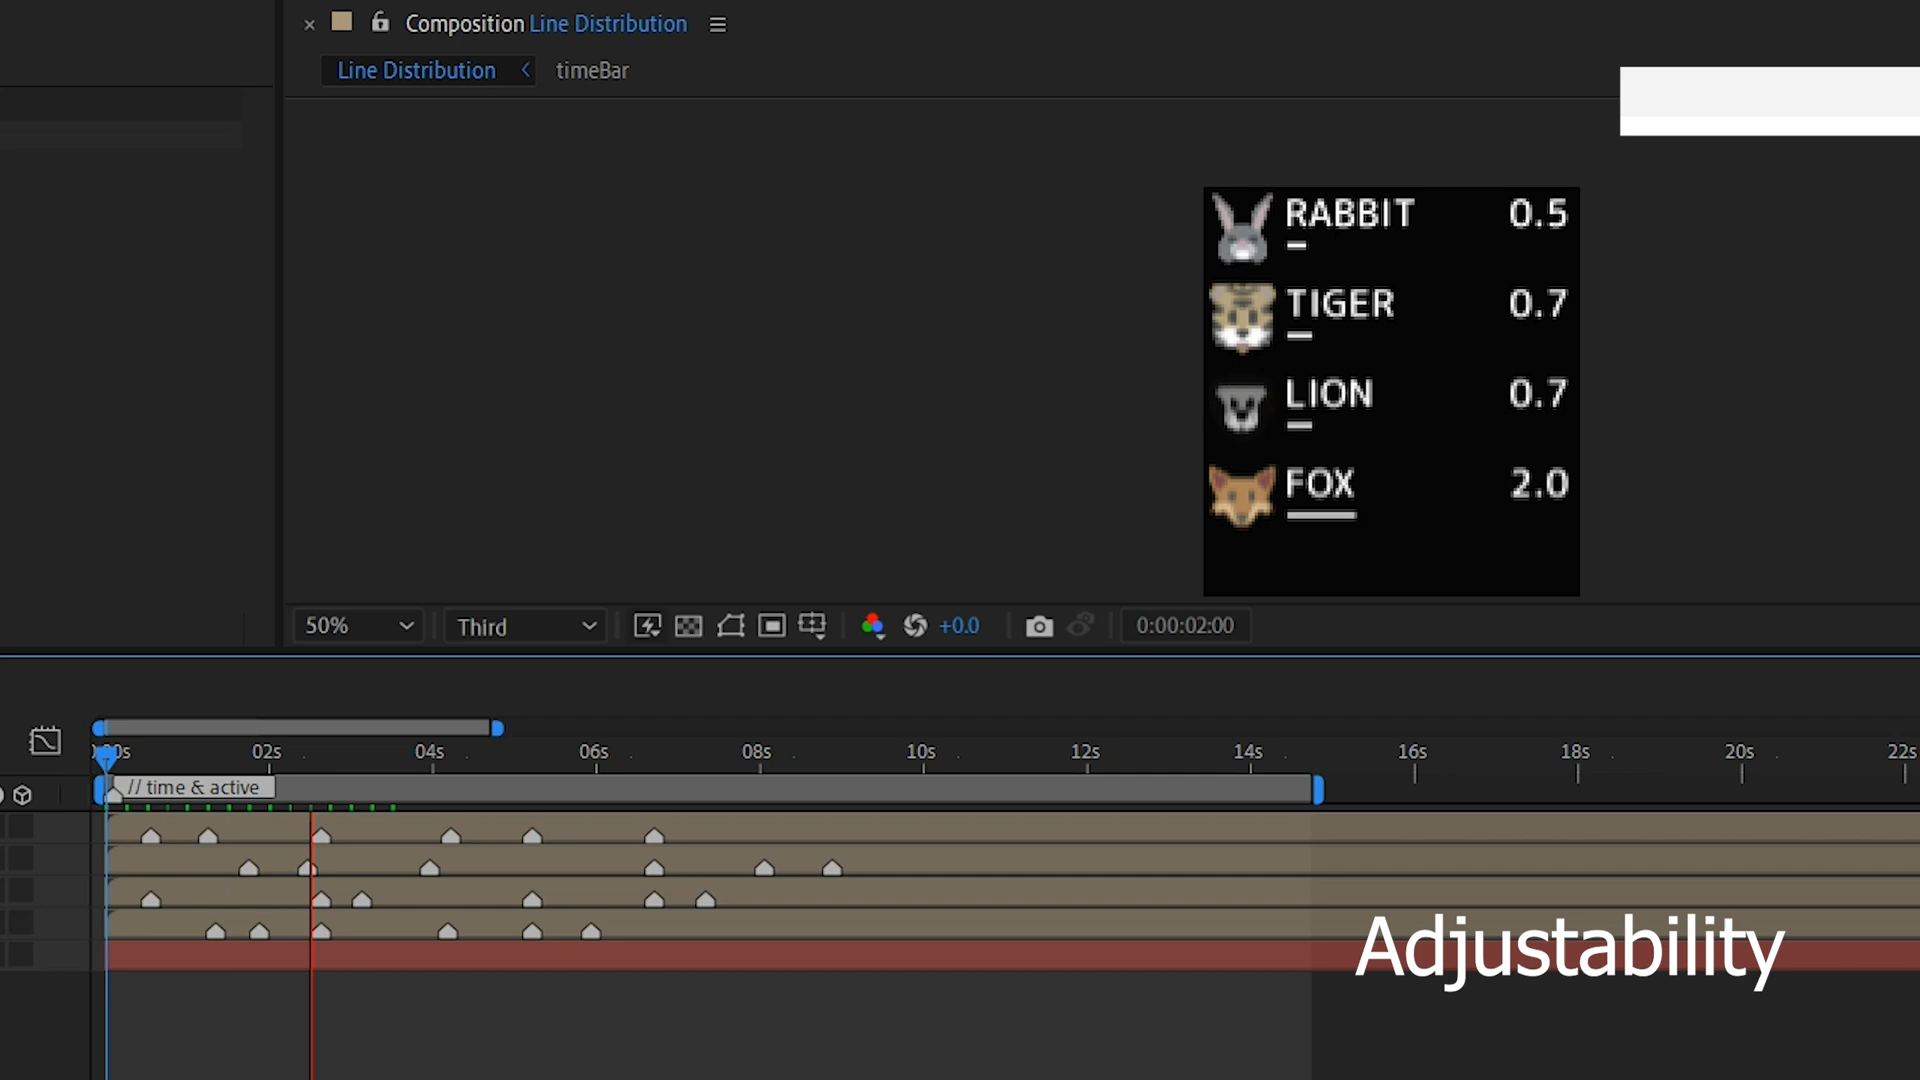 Composition Line Distribution
Line Distribution timeBar
RABBIT 0.5
TIGER 0.7
LION 0.7
FOX 2.0
50% Third +0.0 0:00:02:00
02s 04s 06s 08s 10s 12s 14s 16s 18s 20s 22s
// time & active
Adjustability